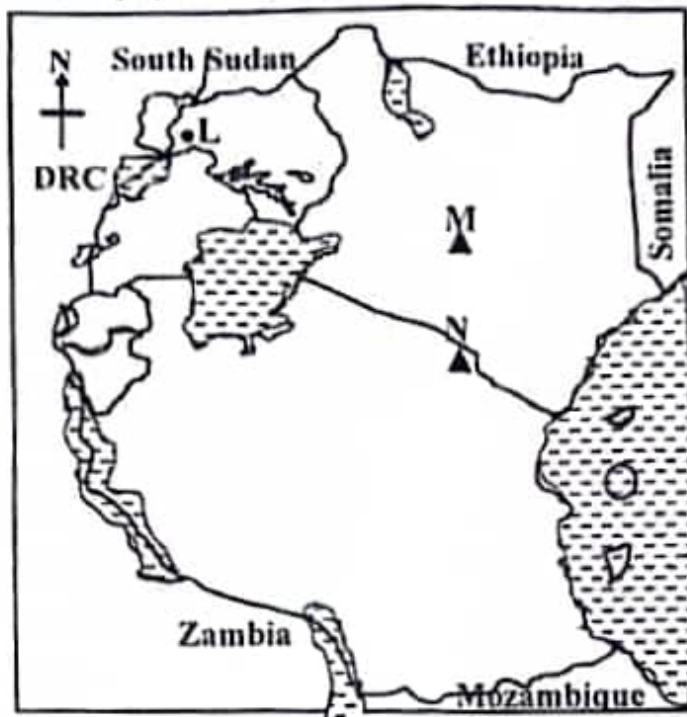 South Sudan
Ethiopia
N
L
DRC
M
Somalia
N
Zambia
Mozambique